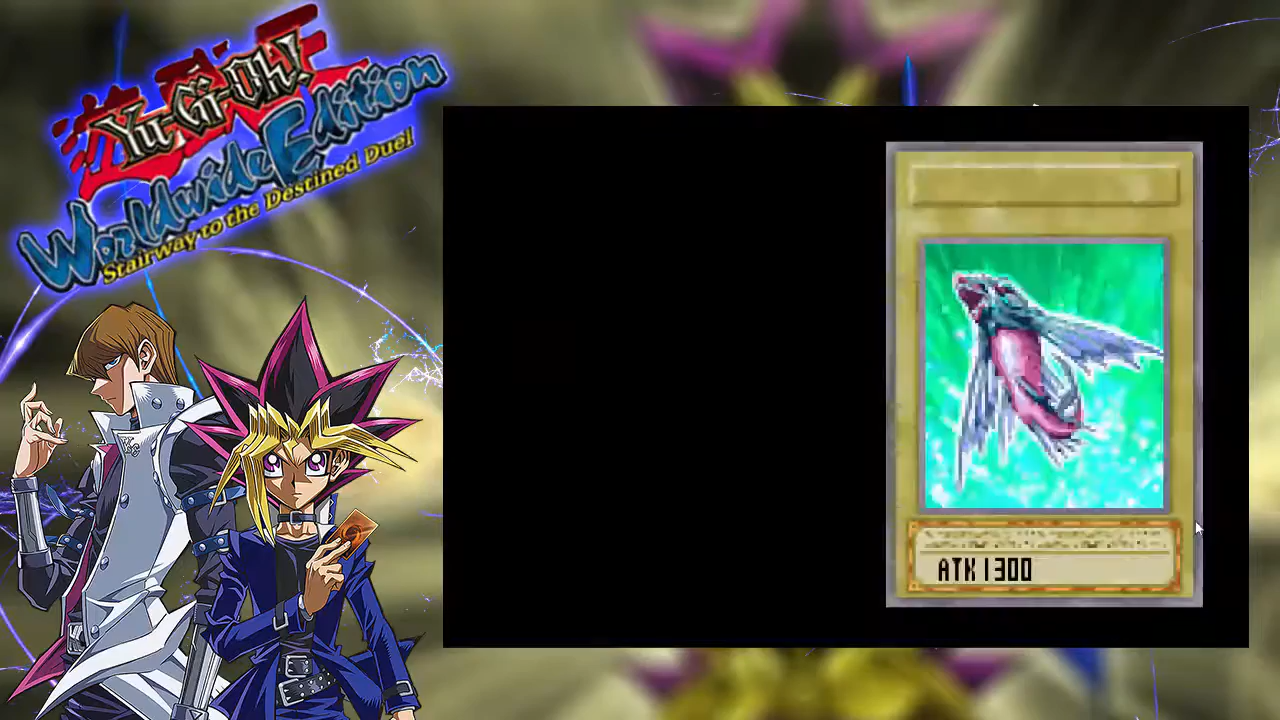 Yu-Gi-Oh!
Worldwide Edition
Stairway to the Destined Duel
ATK 1300